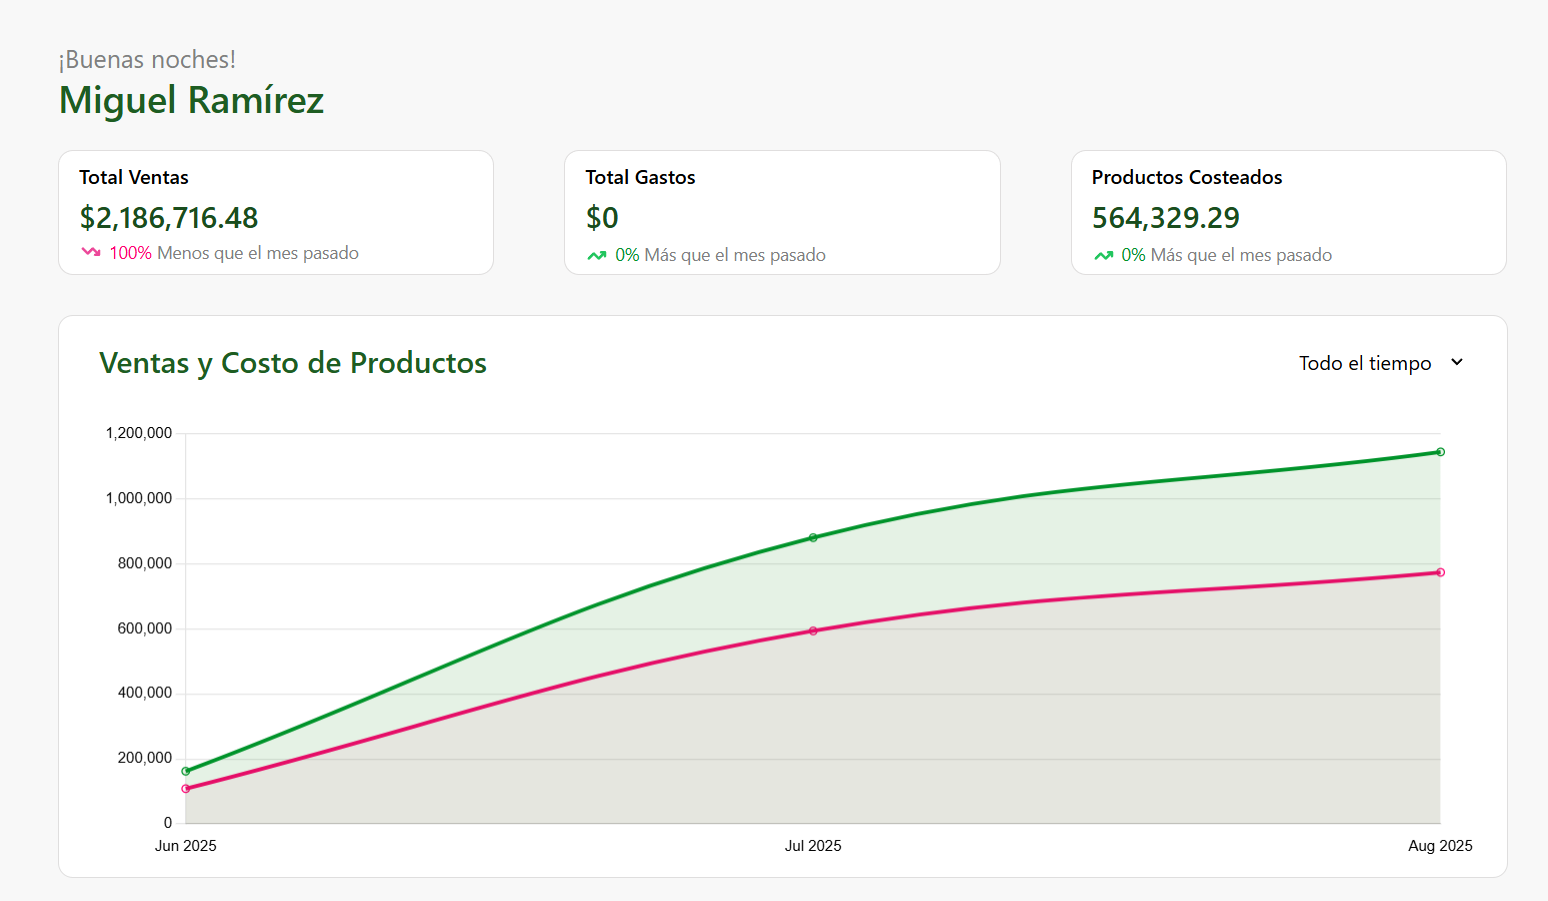 ¡Buenas noches!
Miguel Ramírez
Total Ventas
$2,186,716.48
100% Menos que el mes pasado
Total Gastos
$0
0% Más que el mes pasado
Productos Costeados
564,329.29
0% Más que el mes pasado
Ventas y Costo de Productos
Todo el tiempo
1,200,000
1,000,000
800,000
600,000
400,000
200,000
0
Jun 2025
Jul 2025
Aug 2025